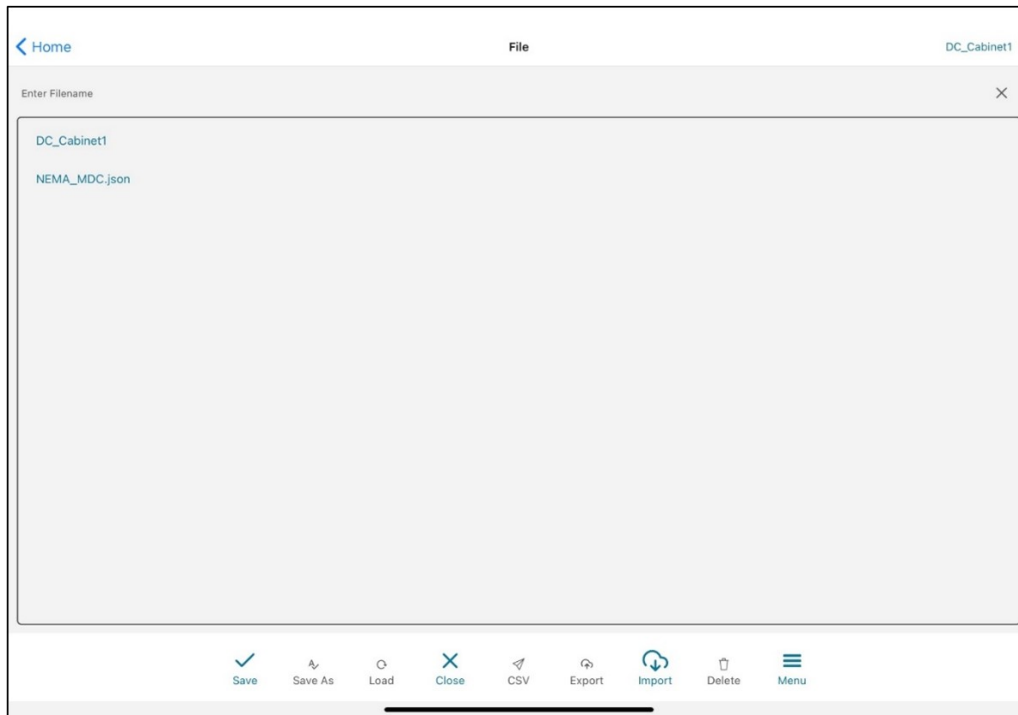 Home
File
DC_Cabinet1
Enter Filename
DC_Cabinet1
NEMA_MDC.json
Save
Save As
Load
Close
CSV
Export
Import
Delete
Menu